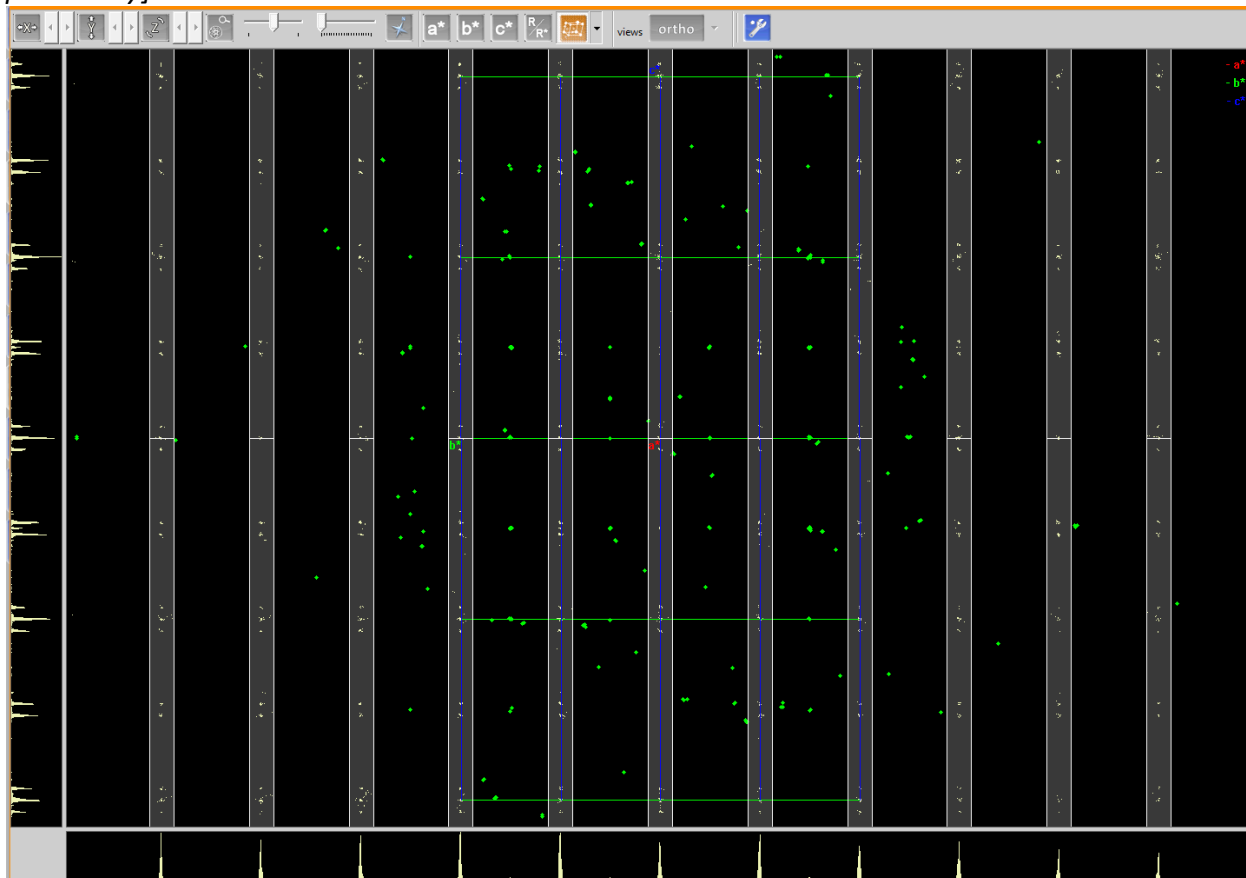 X Y Z a* b* c* R/R* views ortho
c*
- a*
- b*
- c*
b* a*